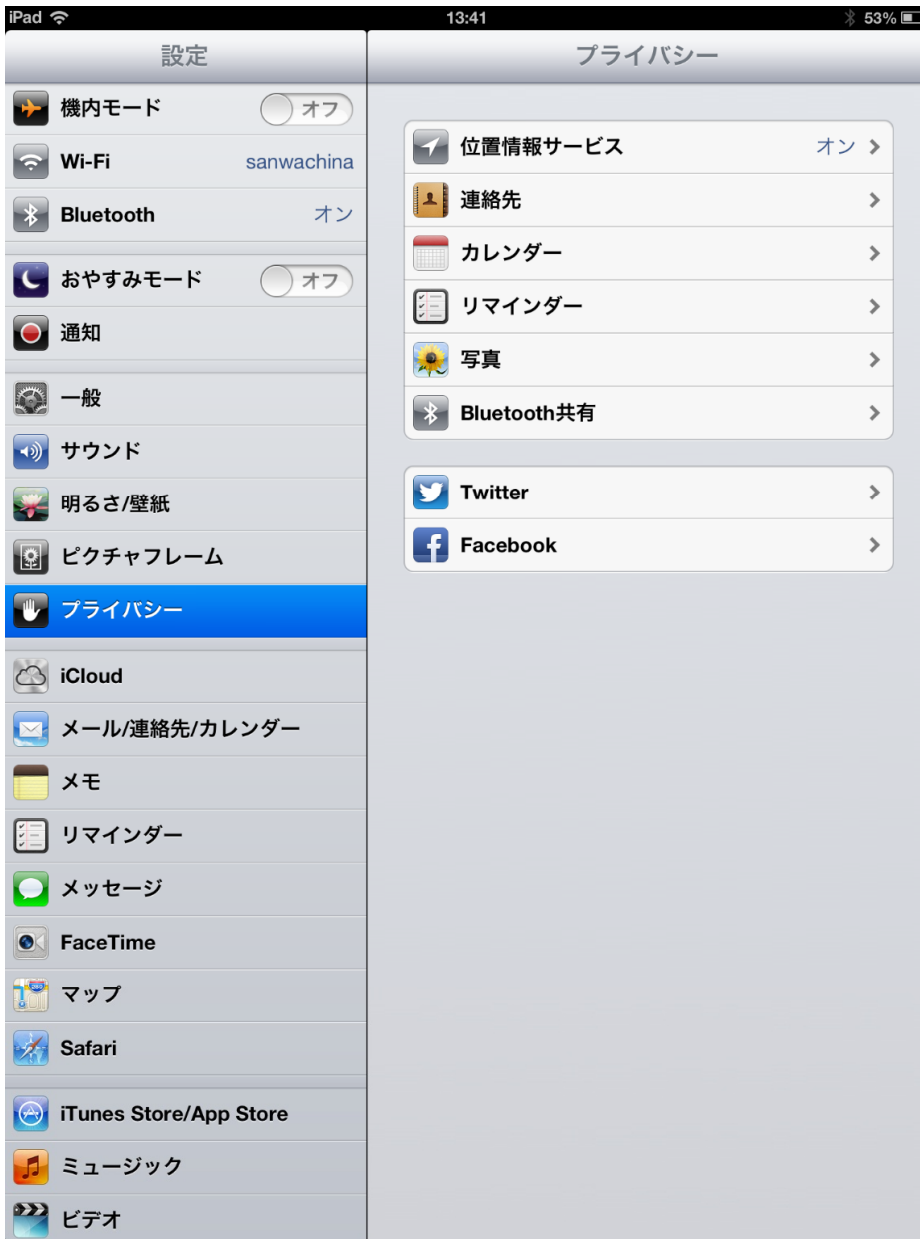 iPad 13:41 53%
設定
機内モード オフ
Wi-Fi sanwachina
Bluetooth オン
おやすみモード オフ
通知
一般
サウンド
明るさ/壁紙
ピクチャフレーム
プライバシー
iCloud
メール/連絡先/カレンダー
メモ
リマインダー
メッセージ
FaceTime
マップ
Safari
iTunes Store/App Store
ミュージック
ビデオ
プライバシー
位置情報サービス オン
連絡先
カレンダー
リマインダー
写真
Bluetooth共有
Twitter
Facebook